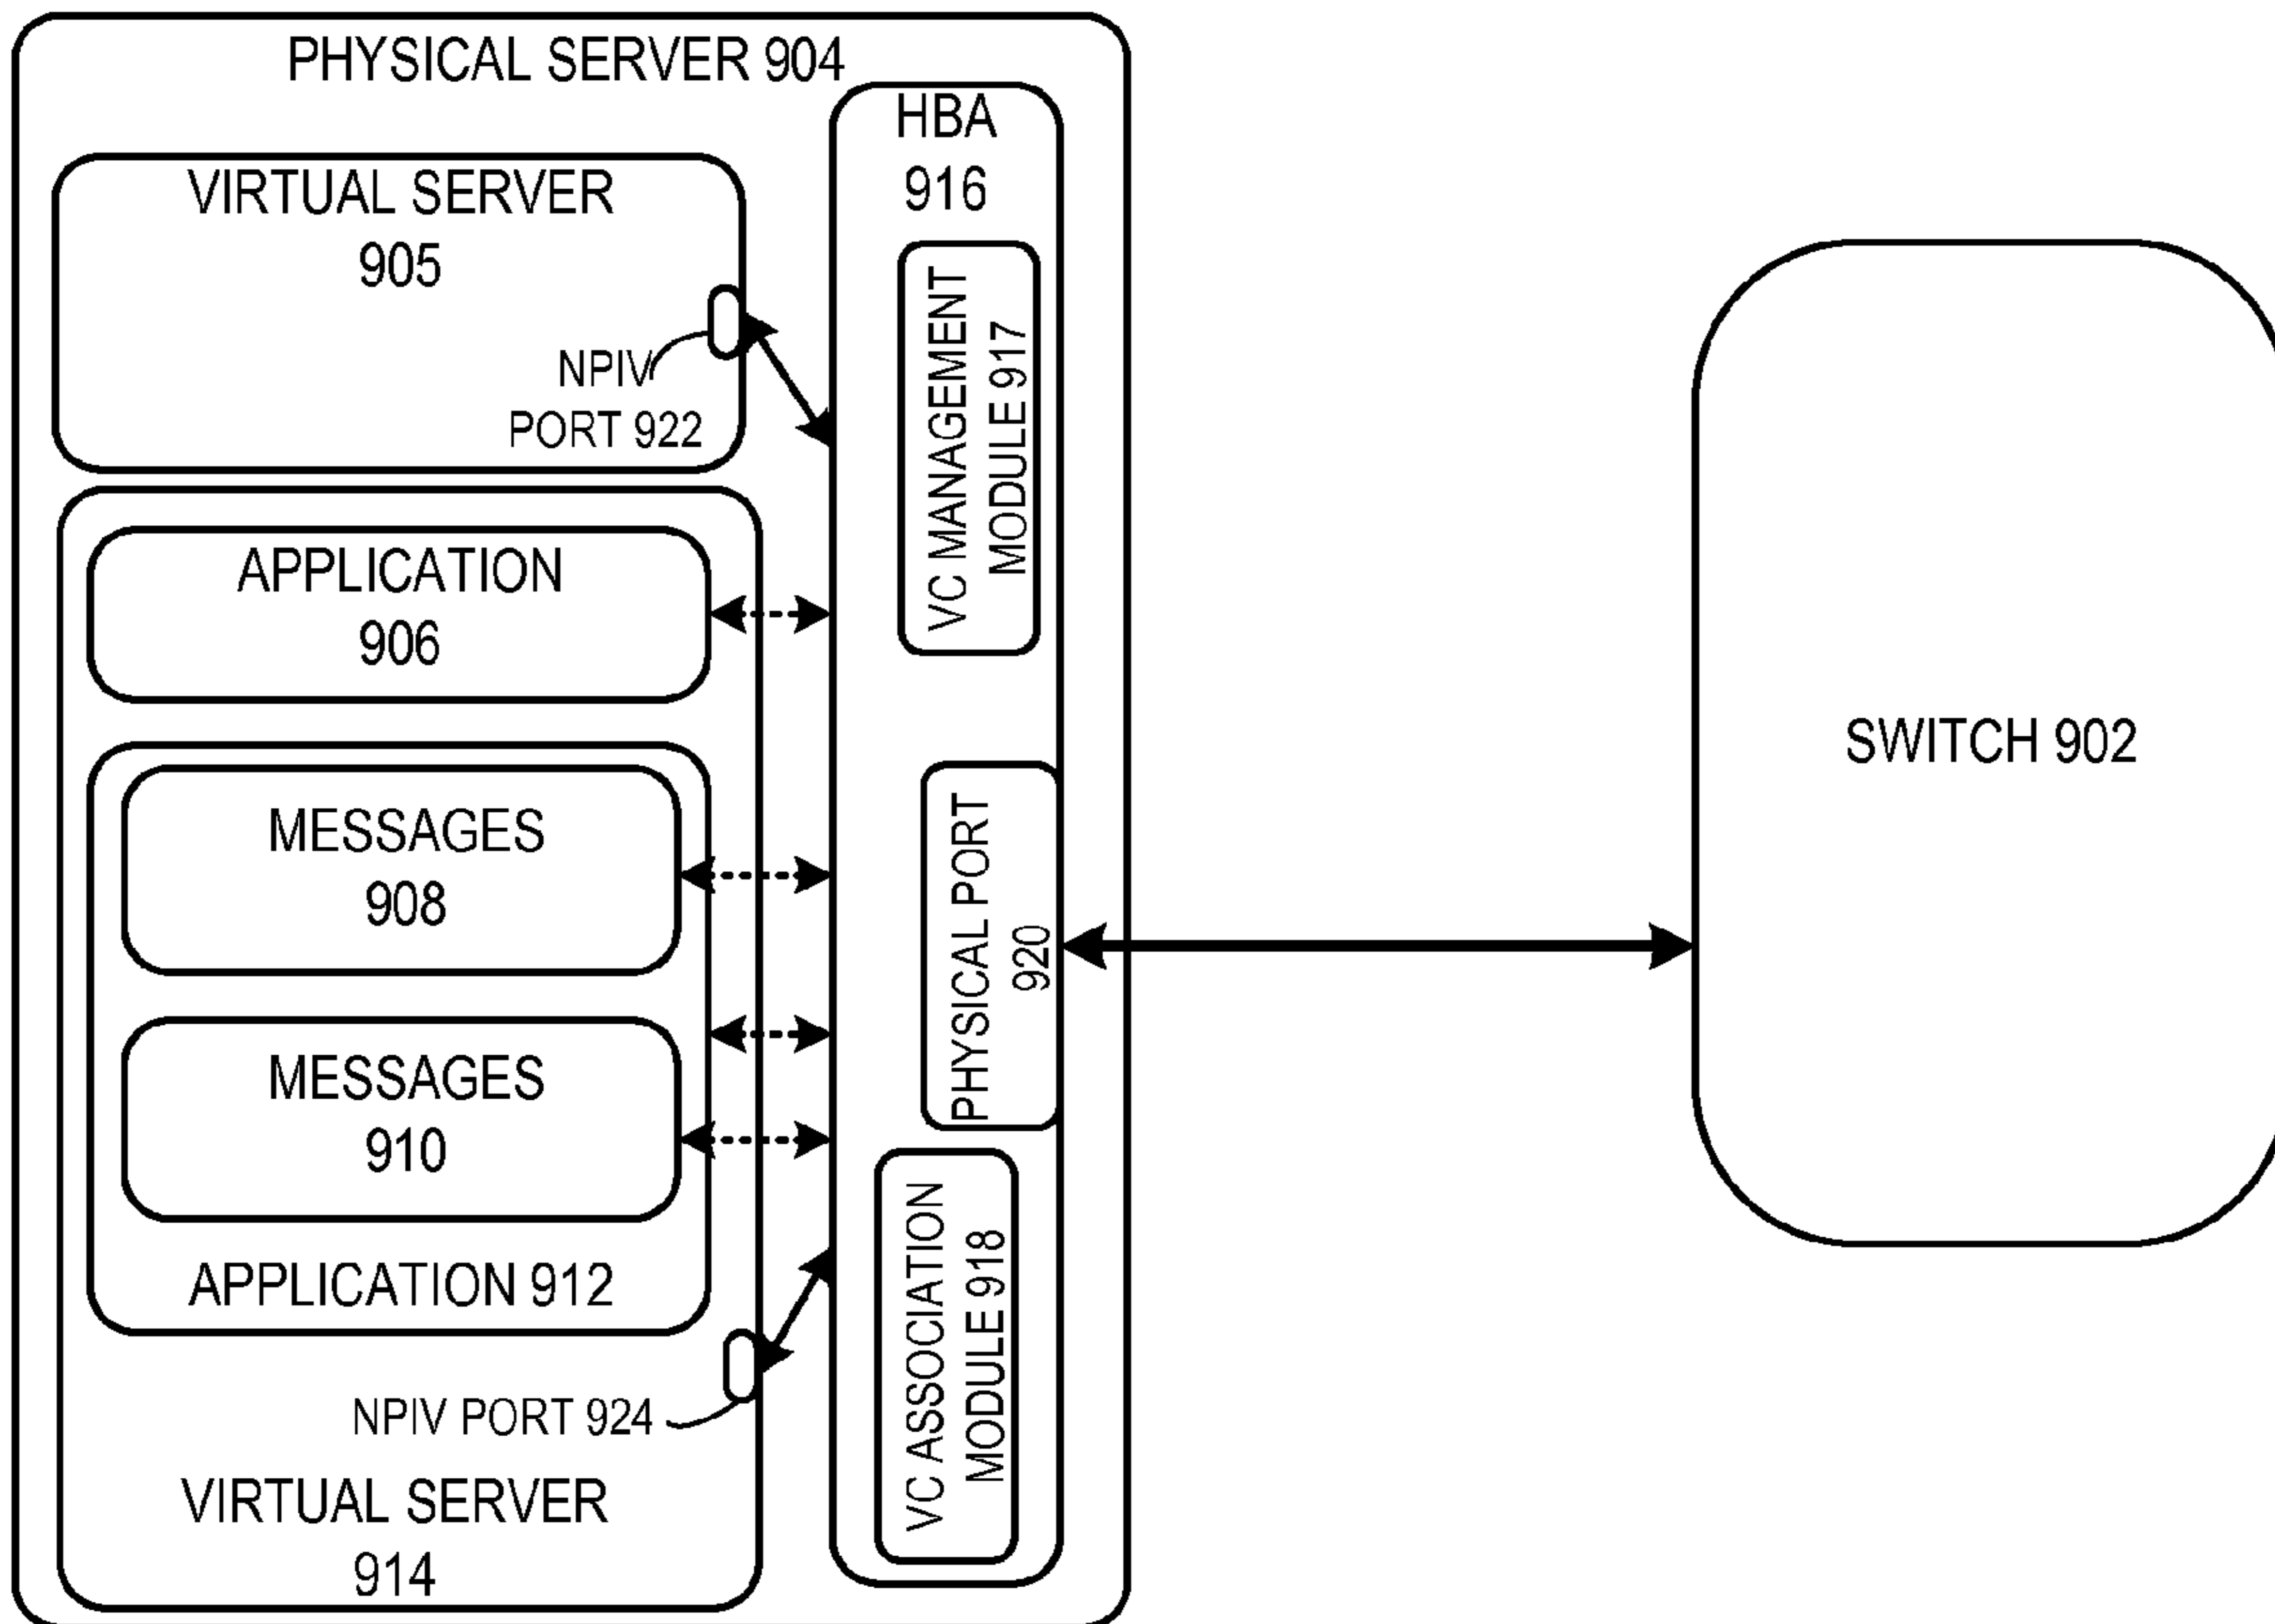 PHYSICAL SERVER 904
HBA
916
VIRTUAL SERVER
905
NPIV
PORT 922
VC MANAGEMENT
MODULE 917
APPLICATION
906
MESSAGES
908
MESSAGES
910
APPLICATION 912
NPIV PORT 924
VIRTUAL SERVER
914
PHYSICAL PORT
920
VC ASSOCIATION
MODULE 918
SWITCH 902